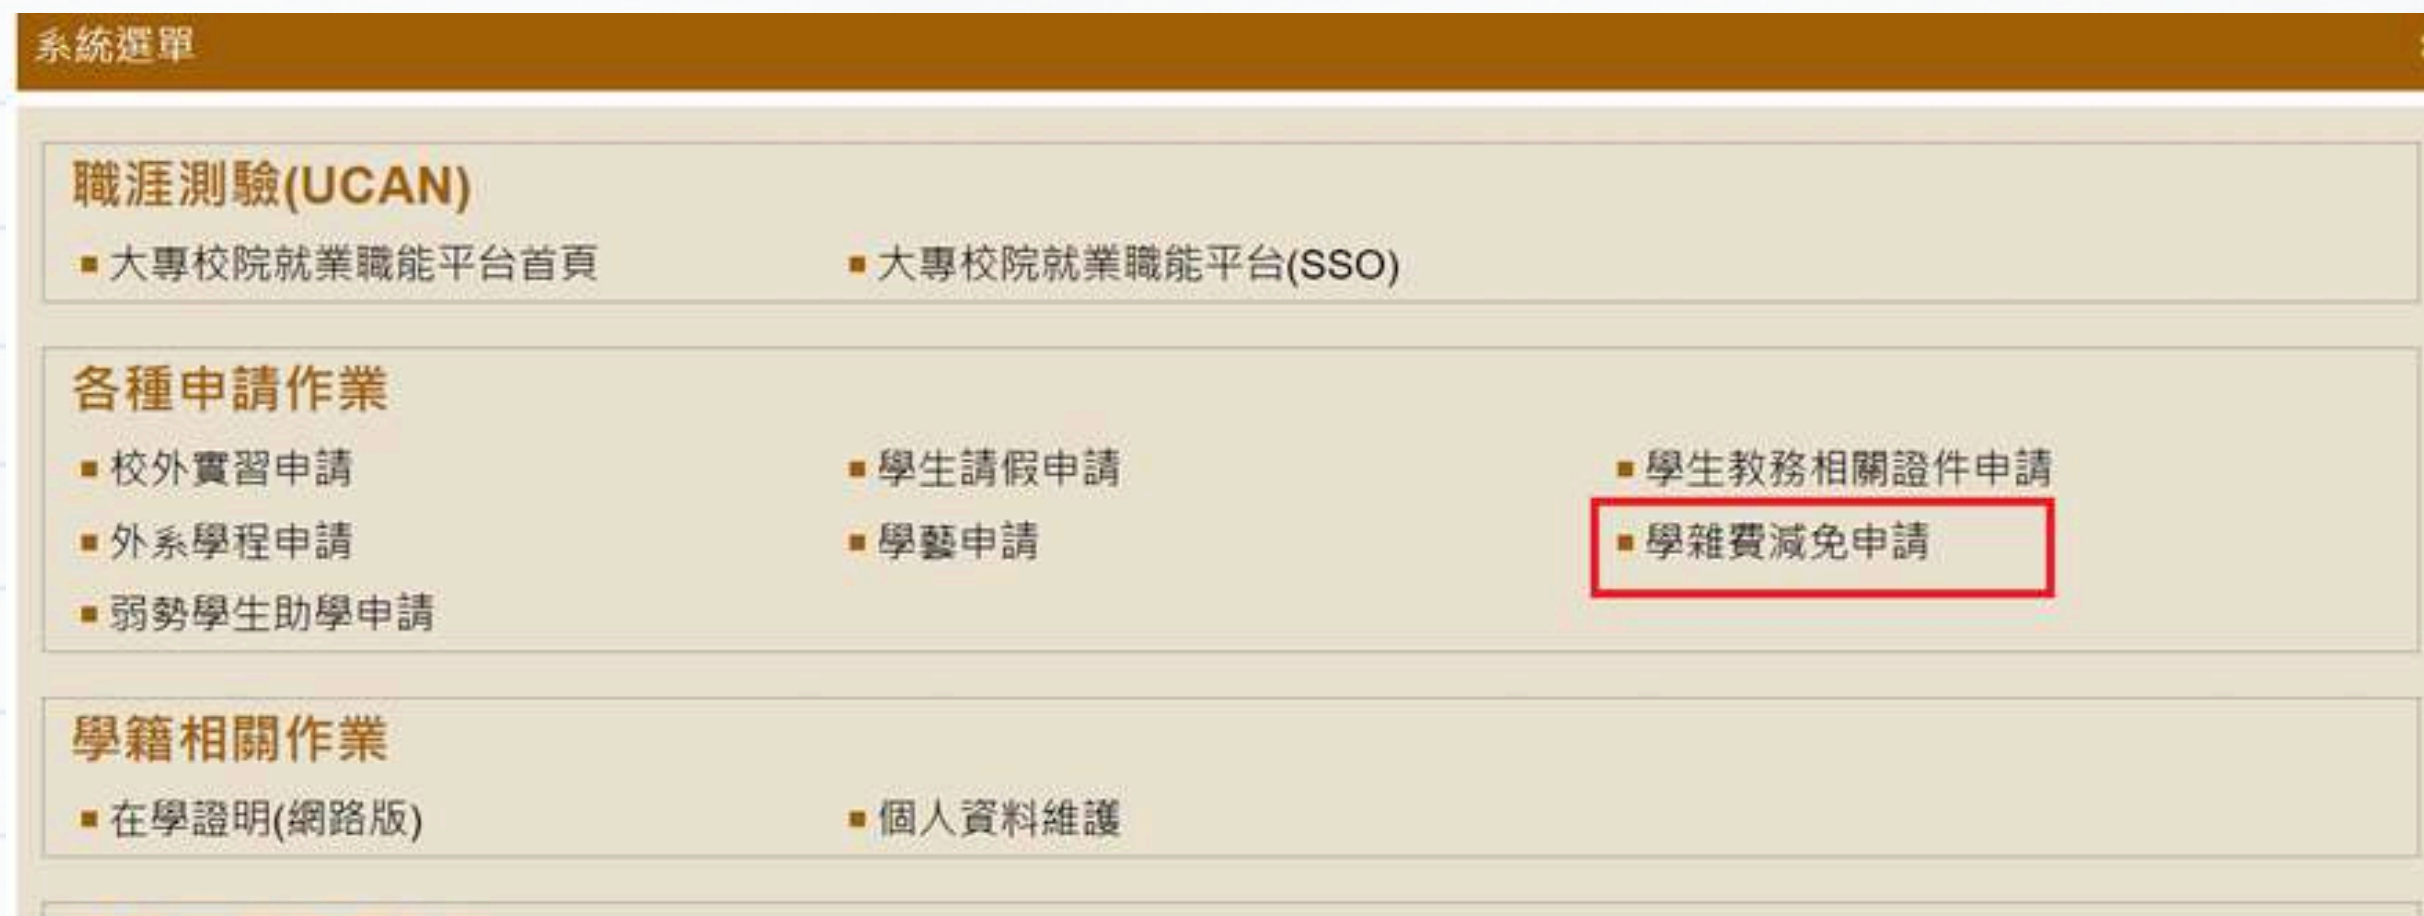 系統選單
職涯測驗(UCAN)
大專校院就業職能平台首頁 大專校院就業職能平台(SSO)
各種申請作業
校外實習申請 學生請假申請 學生教務相關證件申請
外系學程申請 學藝申請 學雜費減免申請
弱勢學生助學申請
學籍相關作業
在學證明(網路版) 個人資料維護